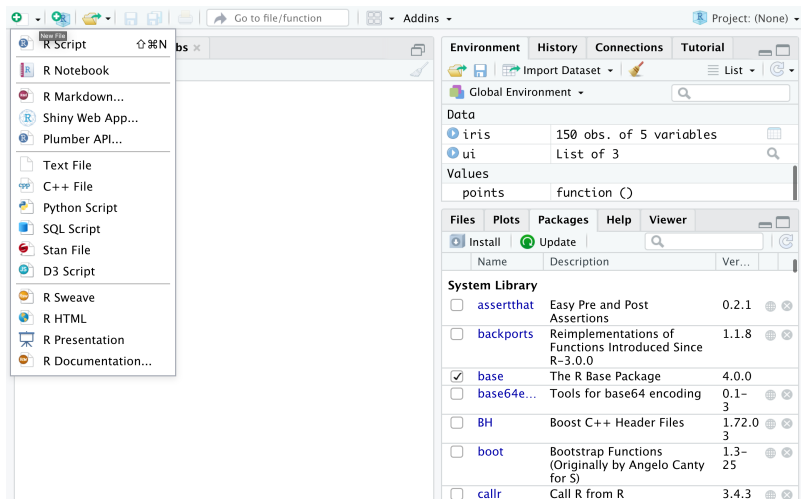 Go to file/function
Addins
Project: (None)
New File
R Script ⇧⌘N
R Notebook
R Markdown...
Shiny Web App...
Plumber API...
Text File
C++ File
Python Script
SQL Script
Stan File
D3 Script
R Sweave
R HTML
R Presentation
R Documentation...
bs
Environment History Connections Tutorial
Import Dataset List
Global Environment
Data
iris 150 obs. of 5 variables
ui List of 3
Values
points function ()
Files Plots Packages Help Viewer
Install Update
Name Description Ver...
System Library
assertthat Easy Pre and Post 0.2.1
Assertions
backports Reimplementations of 1.1.8
Functions Introduced Since
R-3.0.0
base The R Base Package 4.0.0
base64e... Tools for base64 encoding 0.1-
3
BH Boost C++ Header Files 1.72.0
3
boot Bootstrap Functions 1.3-
(Originally by Angelo Canty 25
for S)
callr Call R from R 3.4.3